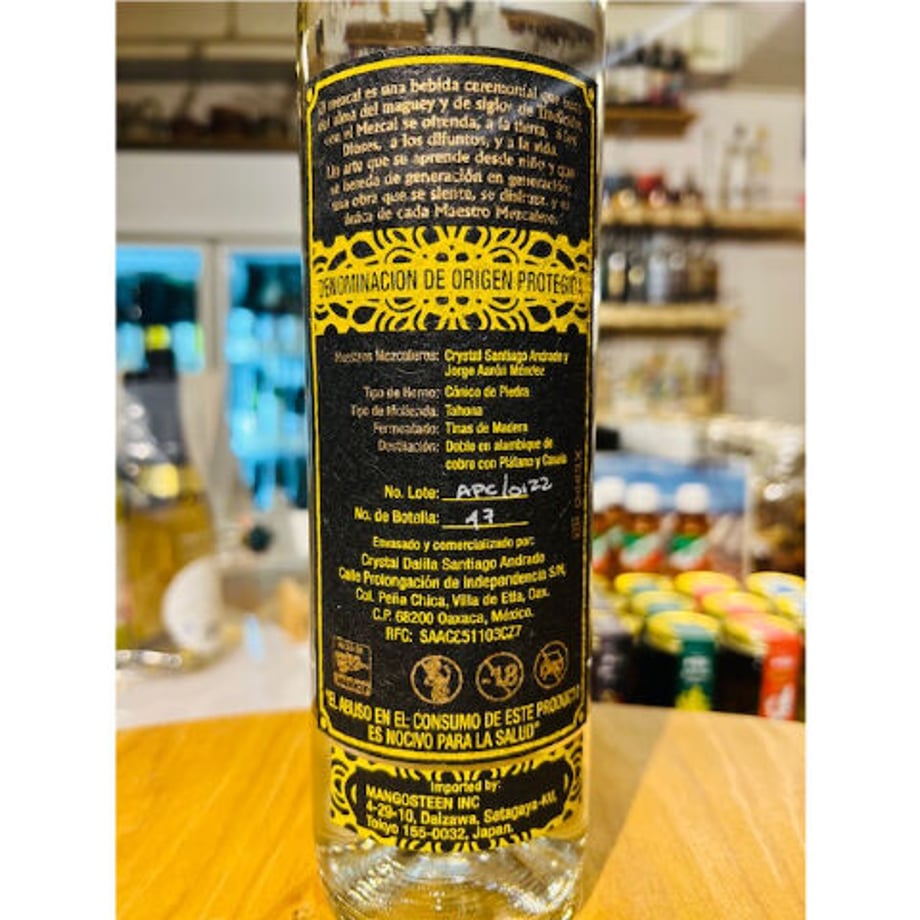 mezcal es una bebida ceremonial que
del alma del maguey y de siglos de Tradición,
con el Mezcal se ofrenda, a la tierra, a los
Dioses, a los difuntos, y a la vida.
Un arte que se aprende desde niño y que
se hereda de generación en generación,
una obra que se siente, se disfruta, y es
única de cada Maestro Mezcalero.
DENOMINACION DE ORIGEN PROTEGIDA
Maestros Mezcaleros: Crystal Santiago Andrade y
Jorge Aarón Méndez
Tipo de Horno: Cónico de Piedra
Tipo de Molienda: Tahona
Fermentado: Tinas de Madera
Destilación: Doble en alambique de
cobre con Plátano y Canela
No. Lote: APC/0122
No. de Botella: 47
Envasado y comercializado por:
Crystal Dalila Santiago Andrade
Calle Prolongación de Independencia S/N,
Col. Peña Chica, Villa de Etla, Oax.
C.P. 68200 Oaxaca, México.
RFC:
-18
"EL ABUSO EN EL CONSUMO DE ESTE PRODUCTO
ES NOCIVO PARA LA SALUD"
Imported by:
MANGOSTEEN INC
4-29-10, Daizawa, Setagaya-KU,
Tokyo 155-0032, Japan.